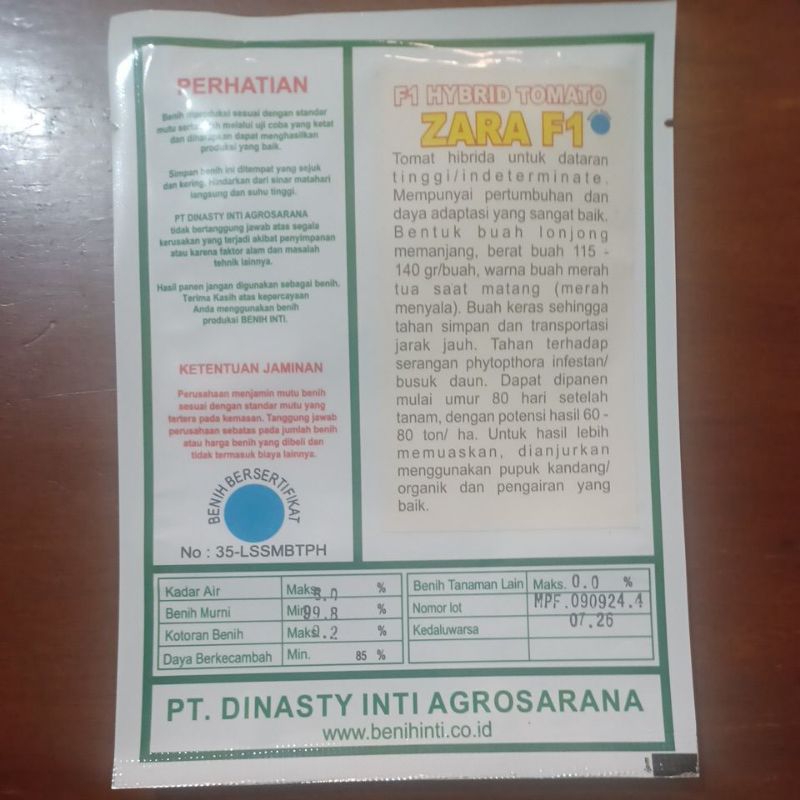 PERHATIAN
Benih diproduksi sesuai dengan standar
mutu serta melalui uji coba yang ketat
dan diharapkan dapat menghasilkan
produksi yang baik.
Simpan benih ini ditempat yang sejuk
dan kering. Hindarkan dari sinar matahari
langsung dan suhu tinggi.
PT DINASTY INTI AGROSARANA
tidak bertanggung jawab atas segala
kerusakan yang terjadi akibat penyimpanan
atau karena faktor alam dan masalah
tehnik lainnya.
Hasil panen jangan digunakan sebagai benih.
Terima Kasih atas kepercayaan
Anda menggunakan benih
produksi BENIH INTI.
KETENTUAN JAMINAN
Perusahaan menjamin mutu benih
sesuai dengan standar mutu yang
tertera pada kemasan. Tanggung jawab
perusahaan sebatas pada jumlah benih
atau harga benih yang dibeli dan
tidak termasuk biaya lainnya.
BENIH BERSERTIFIKAT
No : 35-LSSMBTPH
F1 HYBRID TOMATO
ZARA F1
Tomat hibrida untuk dataran
tinggi/indeterminate.
Mempunyai pertumbuhan dan
daya adaptasi yang sangat baik.
Bentuk buah lonjong
memanjang, berat buah 115 -
140 gr/buah, warna buah merah
tua saat matang (merah
menyala). Buah keras sehingga
tahan simpan dan transportasi
jarak jauh. Tahan terhadap
serangan phytopthora infestan/
busuk daun. Dapat dipanen
mulai umur 80 hari setelah
tanam, dengan potensi hasil 60 -
80 ton/ ha. Untuk hasil lebih
memuaskan, dianjurkan
menggunakan pupuk kandang/
organik dan pengairan yang
baik.
Kadar Air Maks. %
Benih Murni Min. 99.8 %
Kotoran Benih Maks. 0.2 %
Daya Berkecambah Min. 85 %
Benih Tanaman Lain Maks. 0.0 %
Nomor lot MPF.090924.4
Kedaluwarsa 07.26
PT. DINASTY INTI AGROSARANA
www.benihinti.co.id